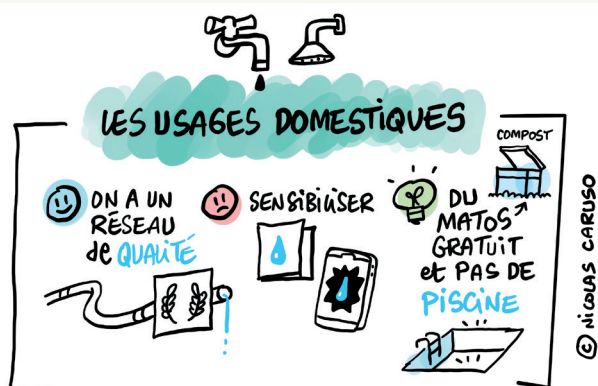 LES USAGES DOMESTIQUES
ON A UN
RÉSEAU
de QUALITÉ
SENSIBILISER
COMPOST
DU
MATOS
GRATUIT
et PAS DE
PISCINE
© NICOLAS CARUSO